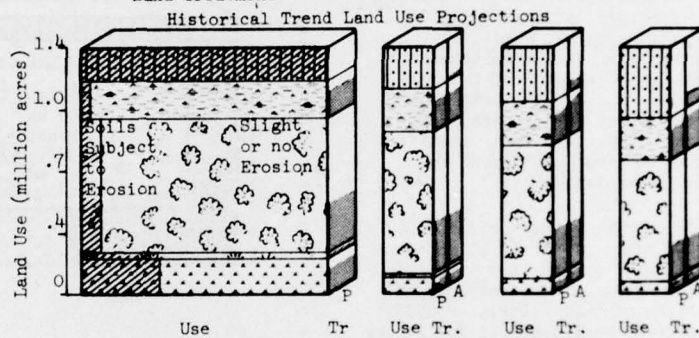 Historical Trend Land Use Projections
Land Use (million acres)
1.4
1.0
.7
.4
0
Soils Slight
Subject or no
to Erosion
Erosion
P
P A
P A
P A
Use Tr Use Tr. Use Tr. Use Tr.